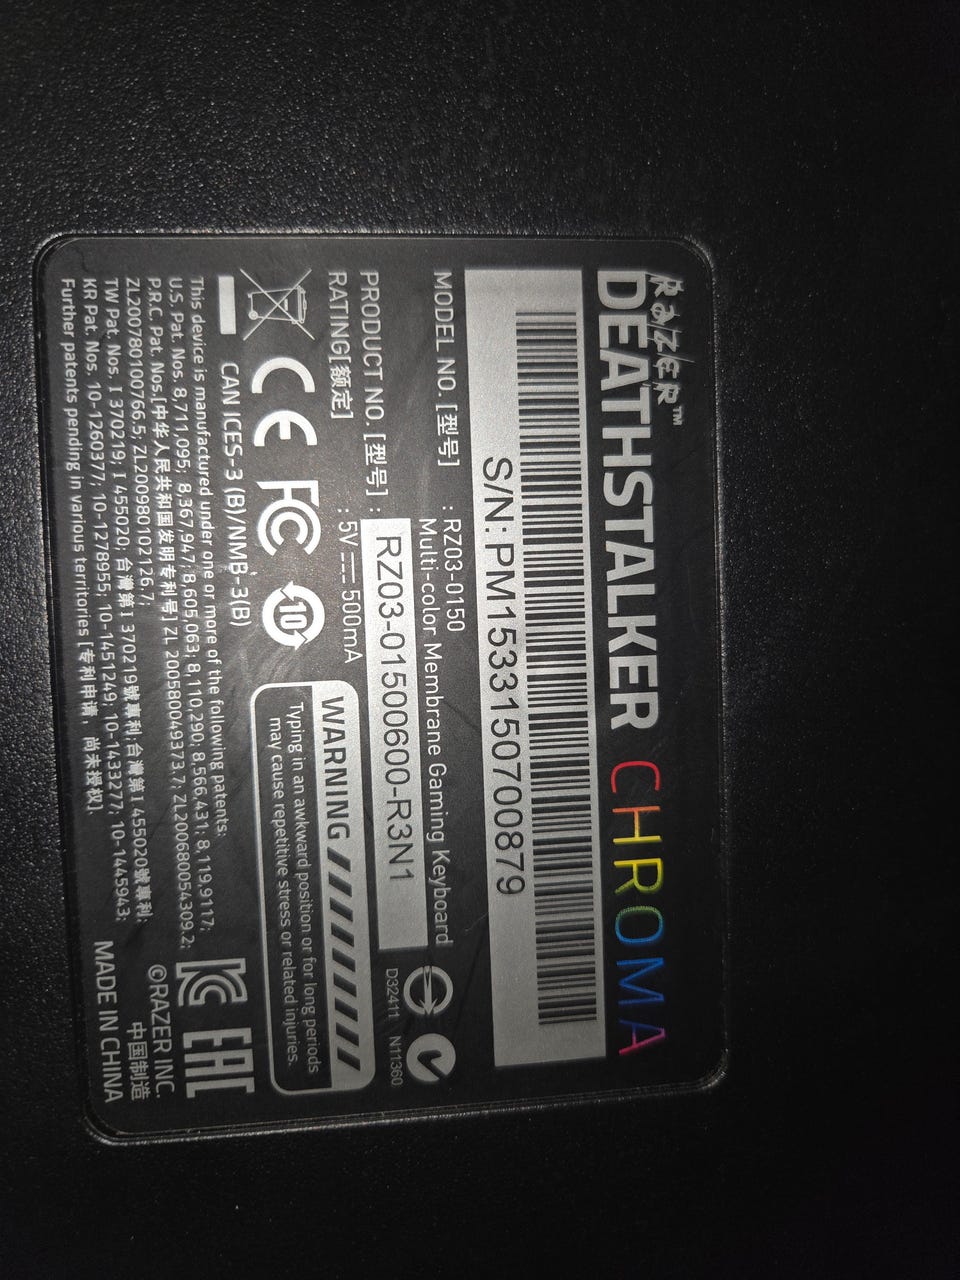 RAZER™
DEATHSTALKER CHROMA
S/N: PM1533150700879
MODEL NO. [型号] : RZ03-0150
Multi-color Membrane Gaming Keyboard
PRODUCT NO. [型号] : RZ03-01500600-R3N1
RATING[额定] : 5V ⎓ 500mA
D32411 N11360
WARNING
Typing in an awkward position or for long periods
may cause repetitive stress or related injuries.
CE FC 10
CAN ICES-3 (B)/NMB-3(B)
KC EAC
This device is manufactured under one or more of the following patents:
U.S. Pat. Nos. 8,711,095; 8,367,947; 8,605,063; 8,110,290; 8,566,431; 8,119,9117;
P.R.C. Pat. Nos.[中华人民共和国发明专利号] ZL 200580049373.7; ZL200680054309.2;
ZL200780100766.5; ZL200980102126.7;
TW Pat. Nos. I 370219; I 455020; 台灣第 I 370219號專利; 台灣第 I 455020號專利;
KR Pat. Nos. 10-1260377; 10-1278955; 10-1451249; 10-1433277; 10-1445943;
Further patents pending in various territories [专利申请，尚未授权].
©RAZER INC.
中国制造
MADE IN CHINA